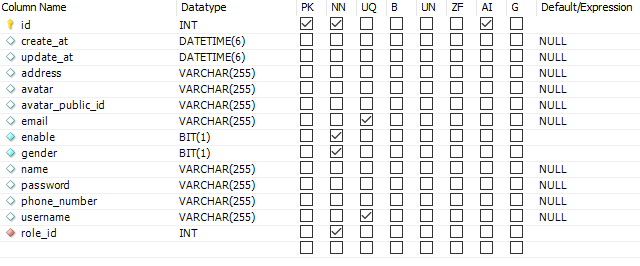 Column Name Datatype PK NN UQ B UN ZF AI G Default/Expression
id INT
create_at DATETIME(6) NULL
update_at DATETIME(6) NULL
address VARCHAR(255) NULL
avatar VARCHAR(255) NULL
avatar_public_id VARCHAR(255) NULL
email VARCHAR(255) NULL
enable BIT(1)
gender BIT(1)
name VARCHAR(255) NULL
password VARCHAR(255) NULL
phone_number VARCHAR(255) NULL
username VARCHAR(255) NULL
role_id INT